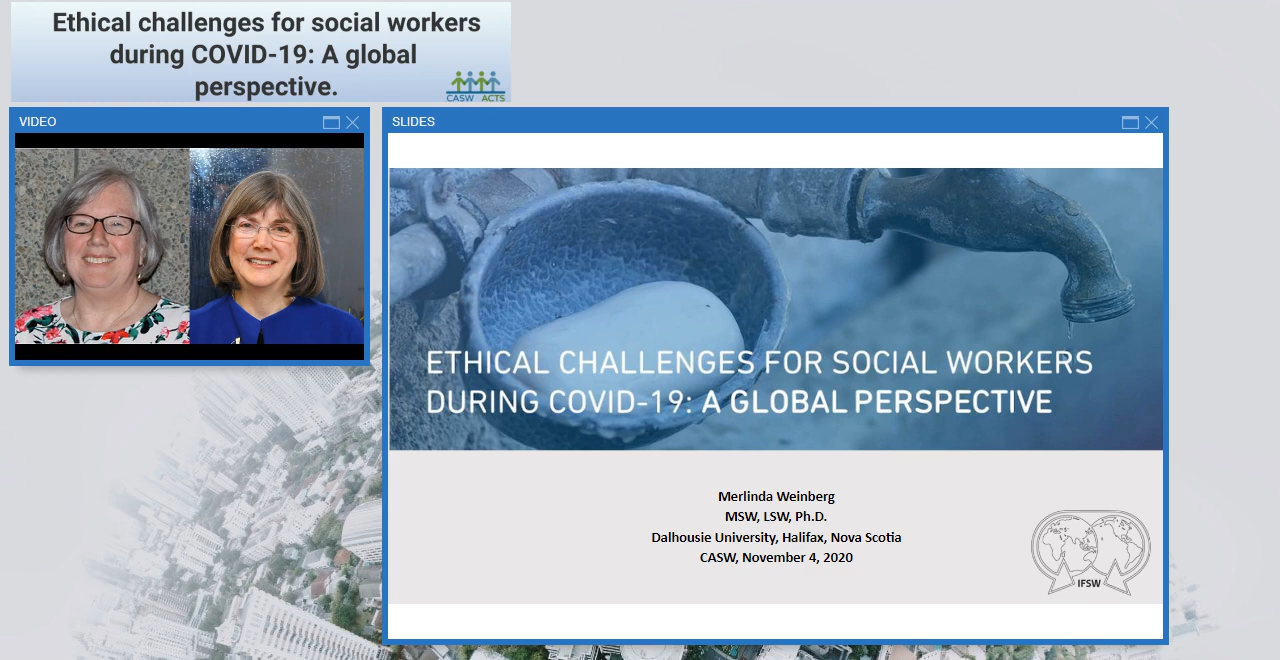 Ethical challenges for social workers
during COVID-19: A global
perspective.
CASW ACTS
VIDEO
SLIDES
ETHICAL CHALLENGES FOR SOCIAL WORKERS
DURING COVID-19: A GLOBAL PERSPECTIVE
Merlinda Weinberg
MSW, LSW, Ph.D.
Dalhousie University, Halifax, Nova Scotia
CASW, November 4, 2020
IFSW